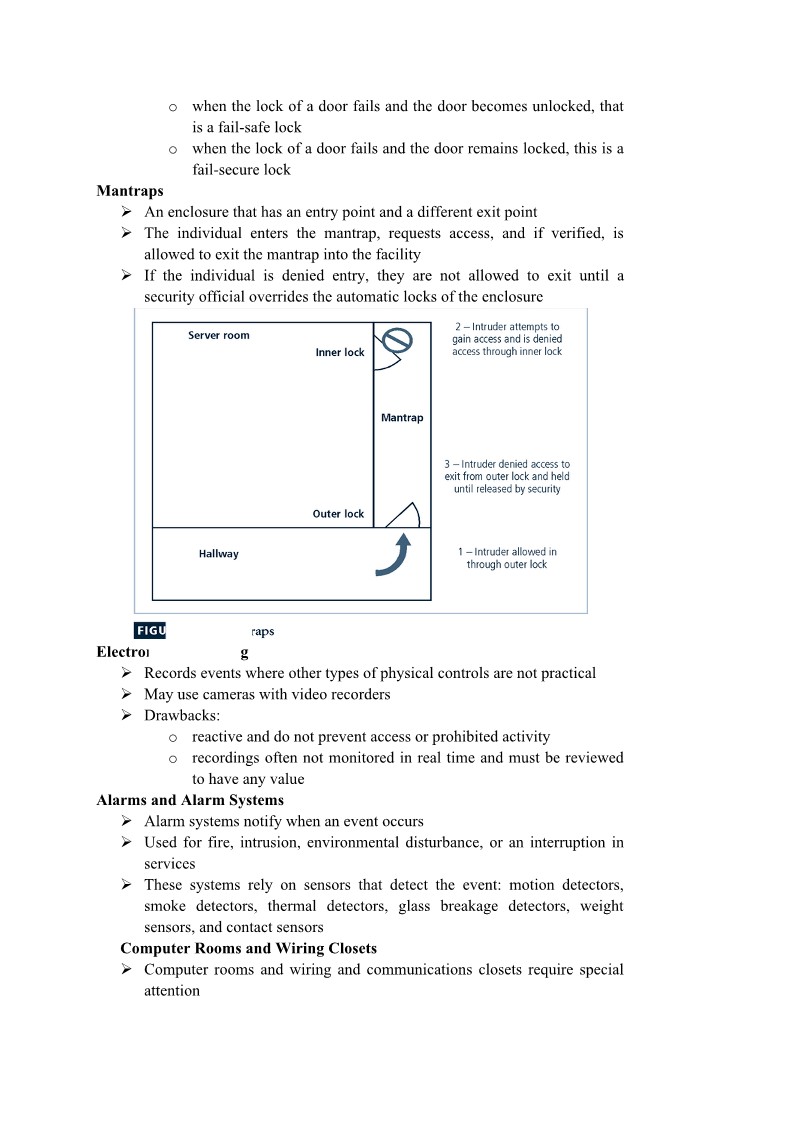 o when the lock of a door fails and the door becomes unlocked, that
is a fail-safe lock
o when the lock of a door fails and the door remains locked, this is a
fail-secure lock
Mantraps
➢ An enclosure that has an entry point and a different exit point
➢ The individual enters the mantrap, requests access, and if verified, is
allowed to exit the mantrap into the facility
➢ If the individual is denied entry, they are not allowed to exit until a
security official overrides the automatic locks of the enclosure
Server room
Inner lock
2 – Intruder attempts to
gain access and is denied
access through inner lock
Mantrap
3 – Intruder denied access to
exit from outer lock and held
until released by security
Outer lock
Hallway
1 – Intruder allowed in
through outer lock
➢ Records events where other types of physical controls are not practical
➢ May use cameras with video recorders
➢ Drawbacks:
o reactive and do not prevent access or prohibited activity
o recordings often not monitored in real time and must be reviewed
to have any value
Alarms and Alarm Systems
➢ Alarm systems notify when an event occurs
➢ Used for fire, intrusion, environmental disturbance, or an interruption in
services
➢ These systems rely on sensors that detect the event: motion detectors,
smoke detectors, thermal detectors, glass breakage detectors, weight
sensors, and contact sensors
Computer Rooms and Wiring Closets
➢ Computer rooms and wiring and communications closets require special
attention